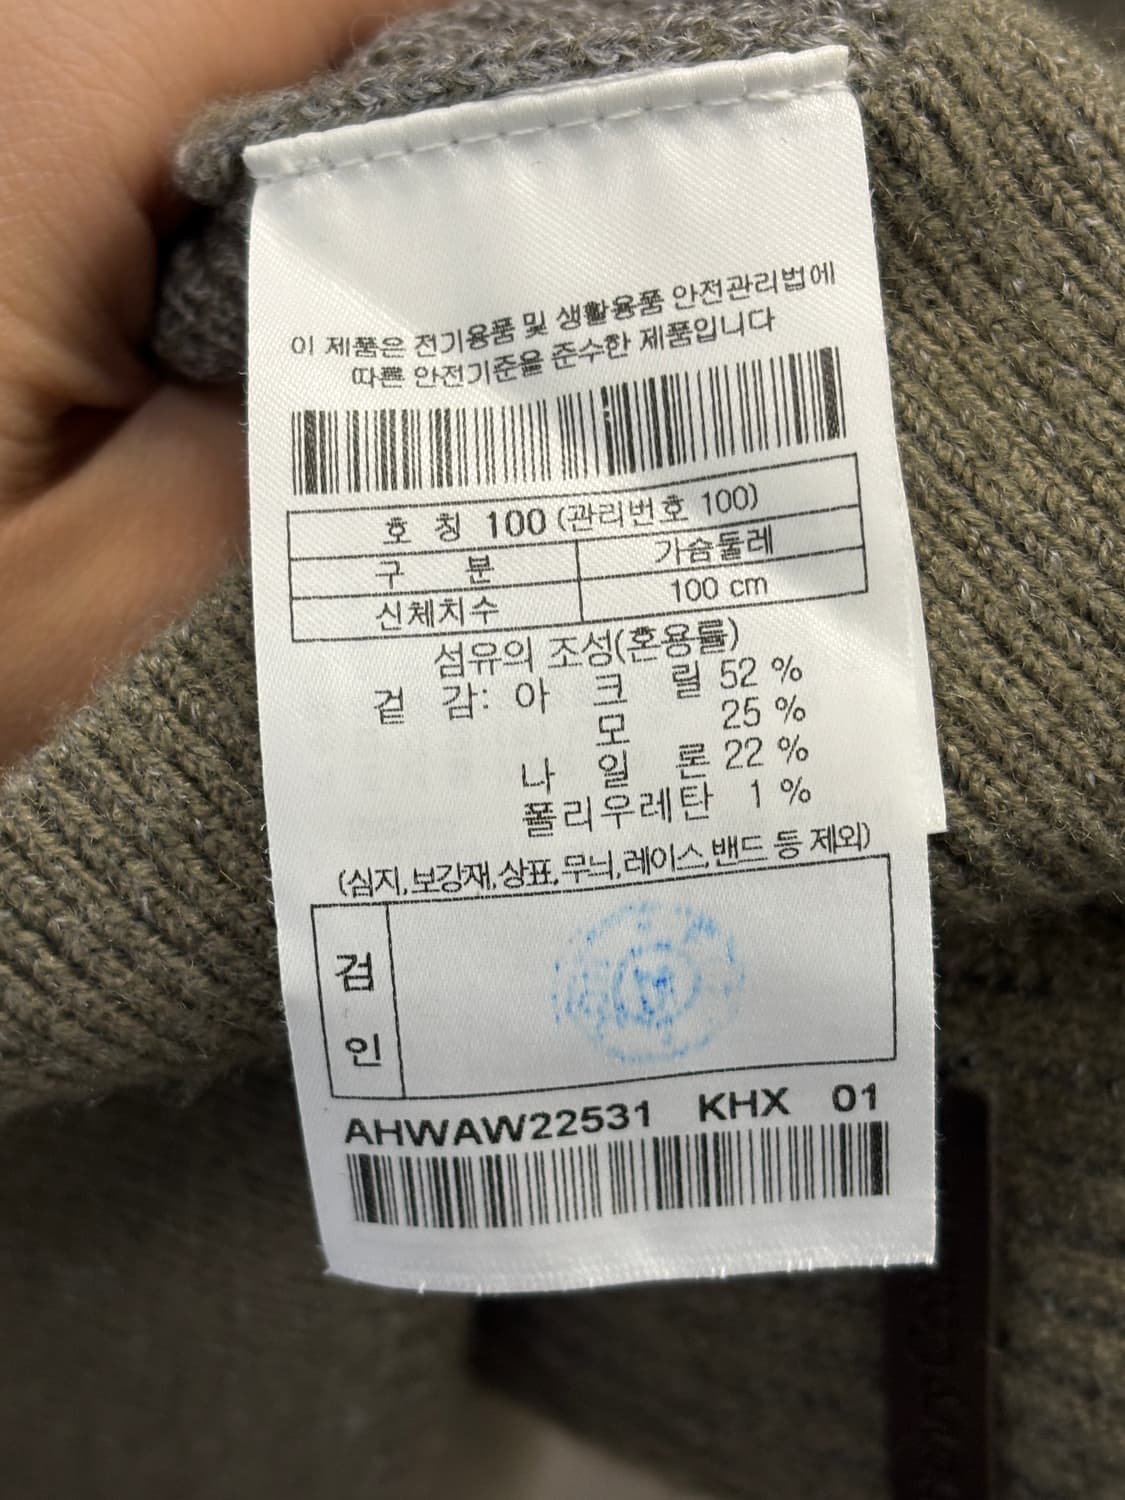 이 제품은 전기용품 및 생활용품 안전관리법에
따른 안전기준을 준수한 제품입니다
호 칭 100 (관리번호 100)
구 분 가슴둘레
신체치수 100 cm
섬유의 조성(혼용률)
겉 감: 아 크 릴 52 %
모 25 %
나 일 론 22 %
폴리우레탄 1 %
(심지,보강재,상표,무늬,레이스,밴드 등 제외)
검
인
AHWAW22531 KHX 01